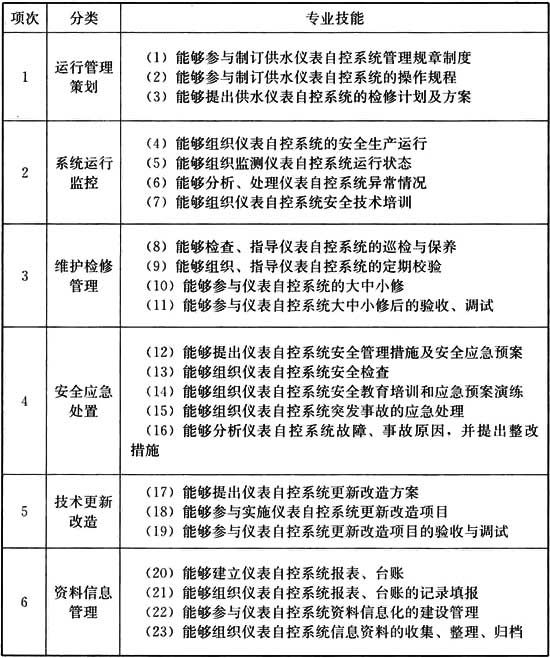 项次 分类 专业技能
1 运行管理策划
(1) 能够参与制订供水仪表自控系统管理规章制度
(2) 能够参与制订供水仪表自控系统的操作规程
(3) 能够提出供水仪表自控系统的检修计划及方案
2 系统运行监控
(4) 能够组织仪表自控系统的安全生产运行
(5) 能够组织监测仪表自控系统运行状态
(6) 能够分析、处理仪表自控系统异常情况
(7) 能够组织仪表自控系统安全技术培训
3 维护检修管理
(8) 能够检查、指导仪表自控系统的巡检与保养
(9) 能够组织、指导仪表自控系统的定期校验
(10) 能够参与仪表自控系统的大中小修
(11) 能够参与仪表自控系统大中小修后的验收、调试
4 安全应急处置
(12) 能够提出仪表自控系统安全管理措施及安全应急预案
(13) 能够组织仪表自控系统安全检查
(14) 能够组织仪表自控系统安全教育培训和应急预案演练
(15) 能够组织仪表自控系统突发事故的应急处理
(16) 能够分析仪表自控系统故障、事故原因，并提出整改
措施
5 技术更新改造
(17) 能够提出仪表自控系统更新改造方案
(18) 能够参与实施仪表自控系统更新改造项目
(19) 能够参与仪表自控系统更新改造项目的验收与调试
6 资料信息管理
(20) 能够建立仪表自控系统报表、台账
(21) 能够组织仪表自控系统报表、台账的记录填报
(22) 能够参与仪表自控系统资料信息化的建设管理
(23) 能够组织仪表自控系统信息资料的收集、整理、归档